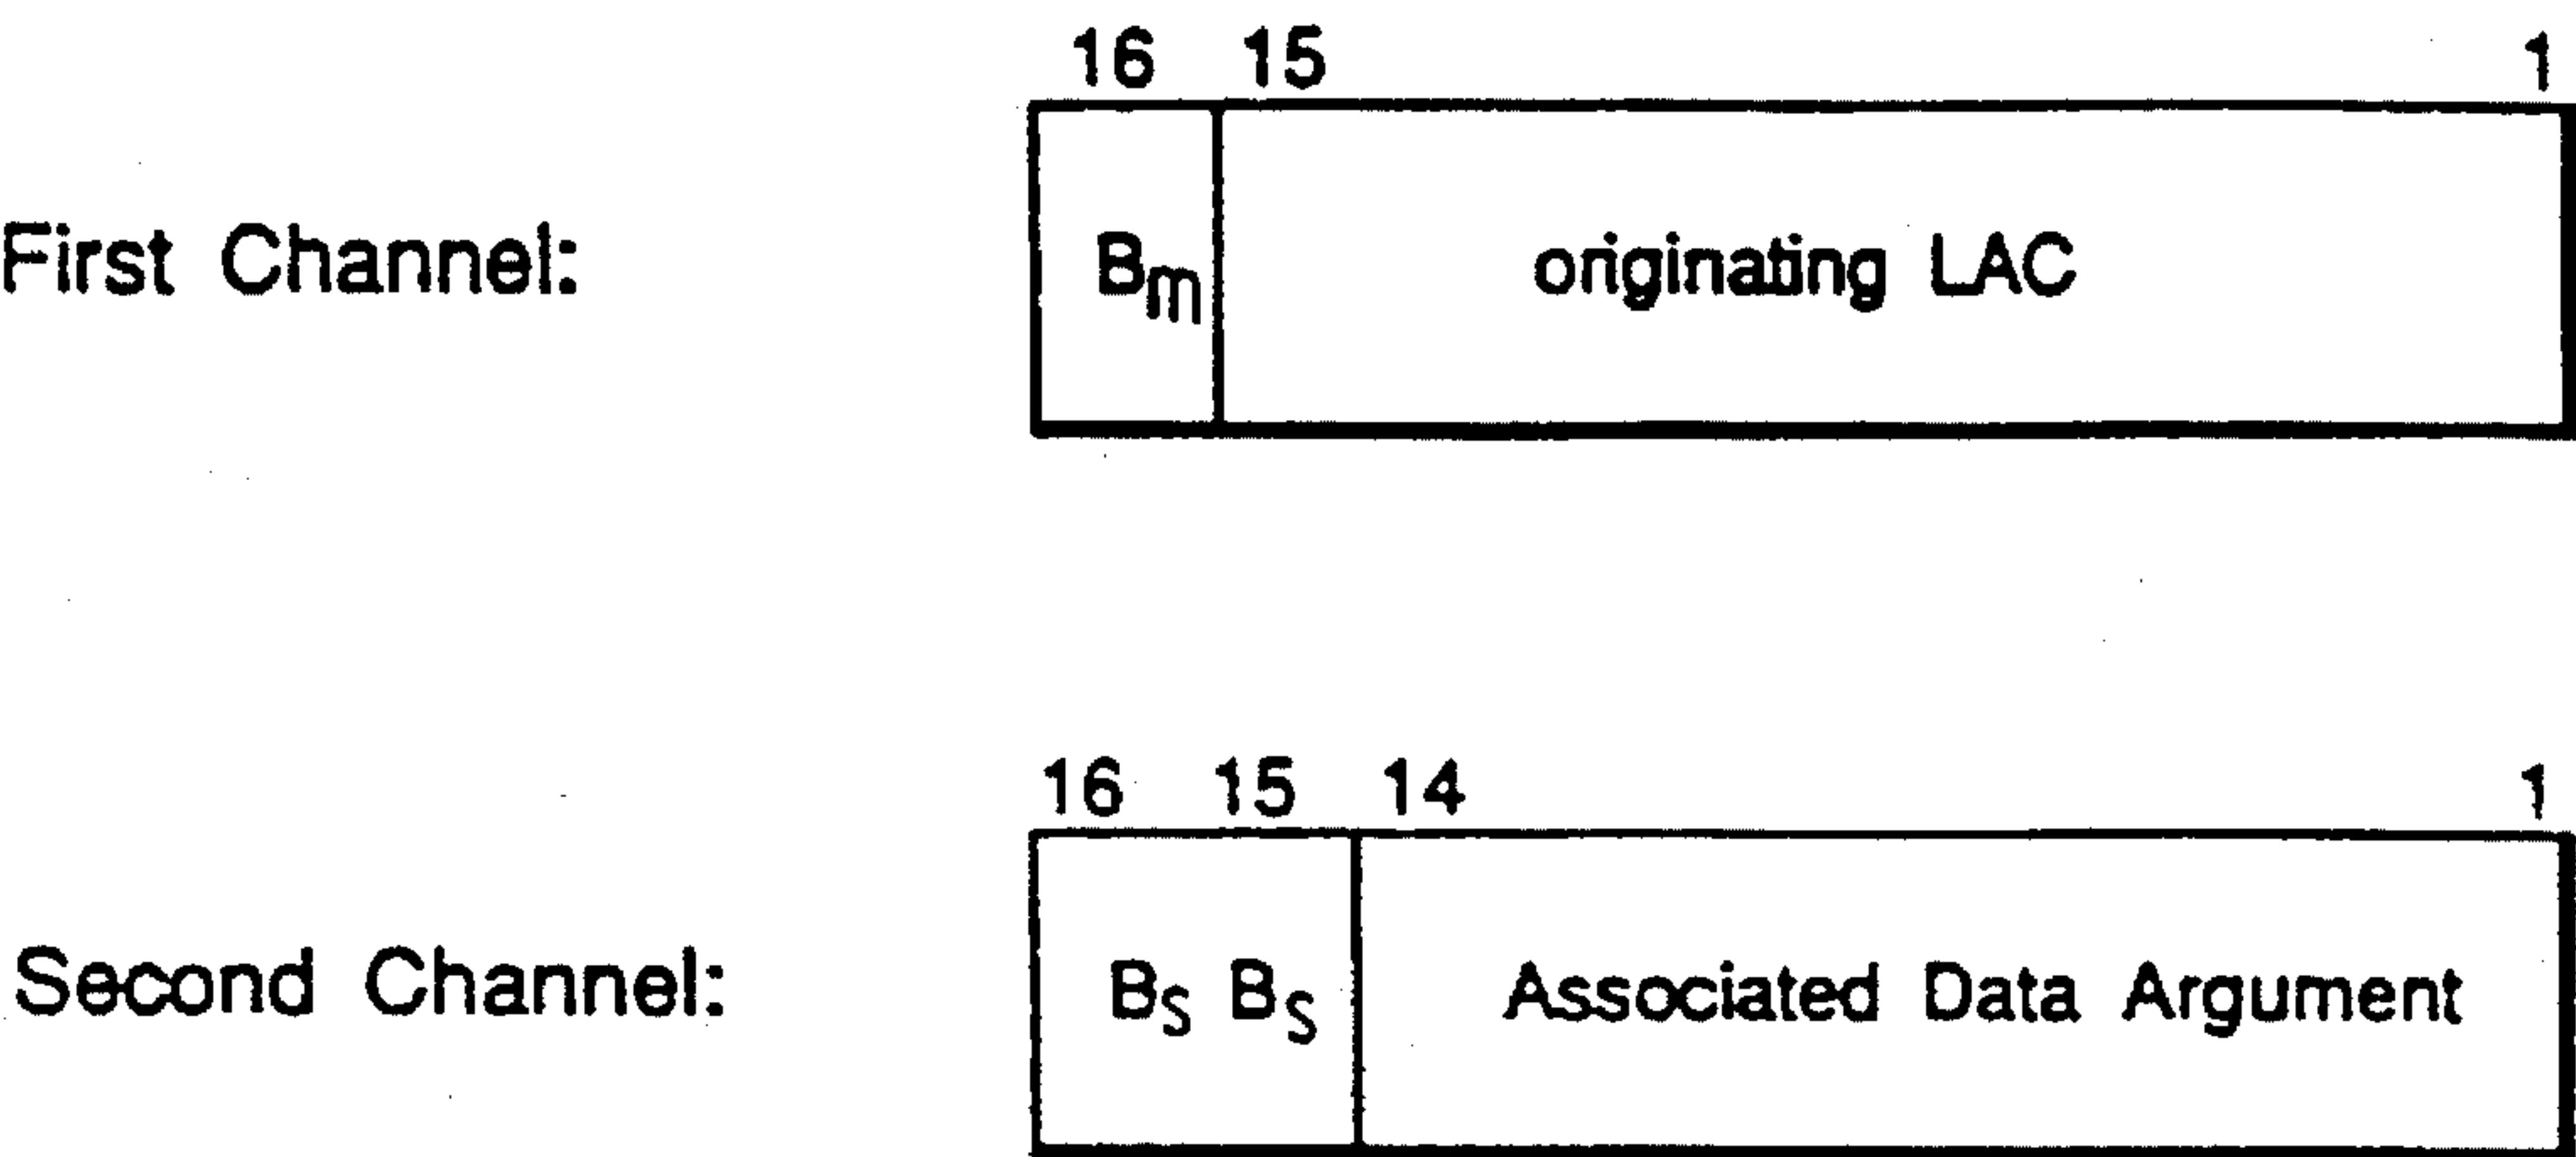 16 15 1
First Channel: Bm originating LAC
16 15 14 1
Second Channel: Bs Bs Associated Data Argument